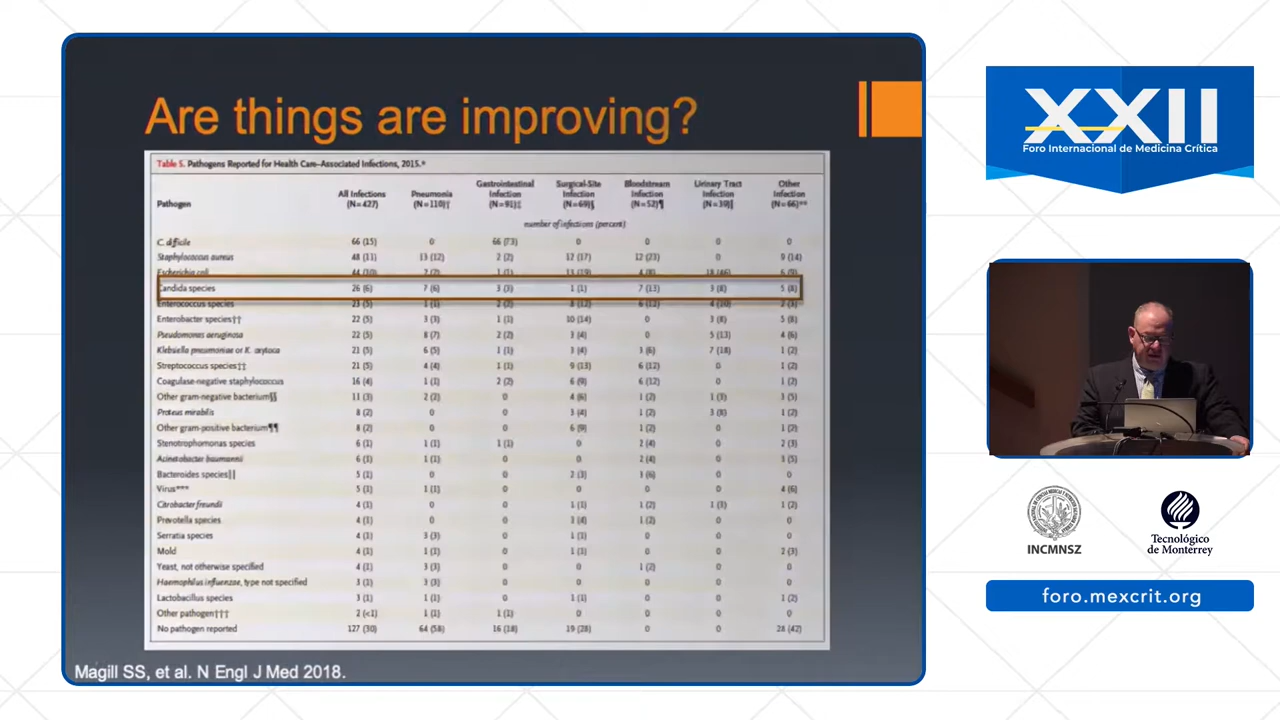 Are things are improving?
Table 5. Pathogens Reported for Health Care–Associated Infections, 2015.*
Pathogen All Infections (N=427) Pneumonia (N=110)† Gastrointestinal Infection (N=91)‡ Surgical-Site Infection (N=69)§ Bloodstream Infection (N=52)¶ Urinary Tract Infection (N=39)‖ Other Infection (N=66)**
number of infections (percent)
C. difficile 66 (15) 0 66 (73) 0 0 0 0
Staphylococcus aureus 48 (11) 13 (12) 2 (2) 12 (17) 12 (23) 0 9 (14)
Escherichia coli 44 (10) 2 (2) 1 (1) 13 (19) 4 (8) 18 (46) 6 (9)
Candida species 26 (6) 7 (6) 3 (3) 1 (1) 7 (13) 3 (8) 5 (8)
Enterococcus species 23 (5) 1 (1) 2 (2) 8 (12) 6 (12) 4 (10) 2 (3)
Enterobacter species†† 22 (5) 3 (3) 1 (1) 10 (14) 0 3 (8) 5 (8)
Pseudomonas aeruginosa 22 (5) 8 (7) 2 (2) 3 (4) 0 5 (13) 4 (6)
Klebsiella pneumoniae or K. oxytoca 21 (5) 6 (5) 1 (1) 3 (4) 3 (6) 7 (18) 1 (2)
Streptococcus species‡‡ 21 (5) 4 (4) 1 (1) 9 (13) 6 (12) 0 1 (2)
Coagulase-negative staphylococcus 16 (4) 1 (1) 2 (2) 6 (9) 6 (12) 0 1 (2)
Other gram-negative bacterium§§ 11 (3) 2 (2) 0 4 (6) 1 (2) 1 (3) 3 (5)
Proteus mirabilis 8 (2) 0 0 3 (4) 1 (2) 3 (8) 1 (2)
Other gram-positive bacterium¶¶ 8 (2) 0 0 6 (9) 1 (2) 0 1 (2)
Stenotrophomonas species 6 (1) 1 (1) 1 (1) 0 2 (4) 0 2 (3)
Acinetobacter baumannii 6 (1) 1 (1) 0 0 2 (4) 0 3 (5)
Bacteroides species‖‖ 5 (1) 0 0 2 (3) 3 (6) 0 0
Virus*** 5 (1) 1 (1) 0 0 0 0 4 (6)
Citrobacter freundii 4 (1) 0 0 1 (1) 1 (2) 1 (3) 1 (2)
Prevotella species 4 (1) 0 0 3 (4) 1 (2) 0 0
Serratia species 4 (1) 3 (3) 0 1 (1) 0 0 0
Mold 4 (1) 1 (1) 0 1 (1) 0 0 2 (3)
Yeast, not otherwise specified 4 (1) 3 (3) 0 0 1 (2) 0 0
Haemophilus influenzae, type not specified 3 (1) 3 (3) 0 0 0 0 0
Lactobacillus species 3 (1) 1 (1) 0 1 (1) 0 0 1 (2)
Other pathogen††† 2 (<1) 1 (1) 1 (1) 0 0 0 0
No pathogen reported 127 (30) 64 (58) 16 (18) 19 (28) 0 0 28 (42)
Magill SS, et al. N Engl J Med 2018.
XXII
Foro Internacional de Medicina Crítica
INCMNSZ
Tecnológico
de Monterrey
foro.mexcrit.org